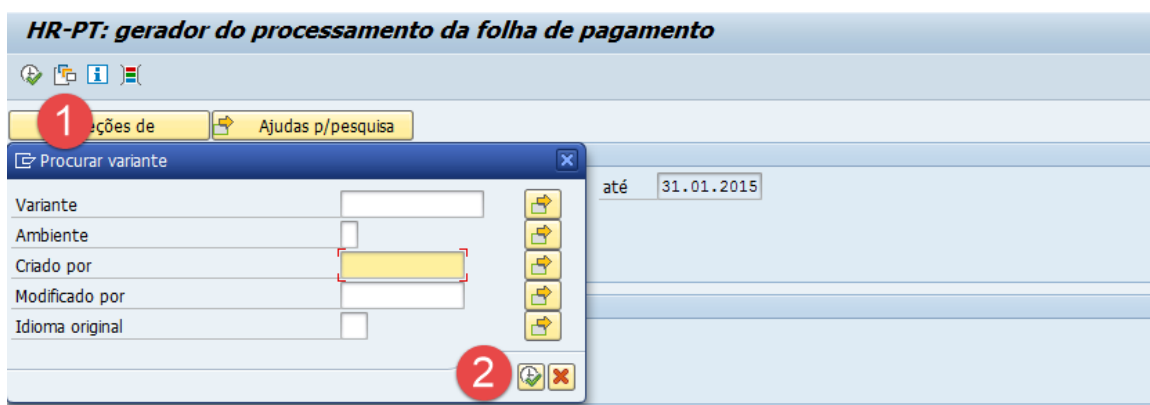 HR-PT: gerador do processamento da folha de pagamento
1
eções de
Ajudas p/pesquisa
Procurar variante
Variante
Ambiente
Criado por
Modificado por
Idioma original
2
até 31.01.2015